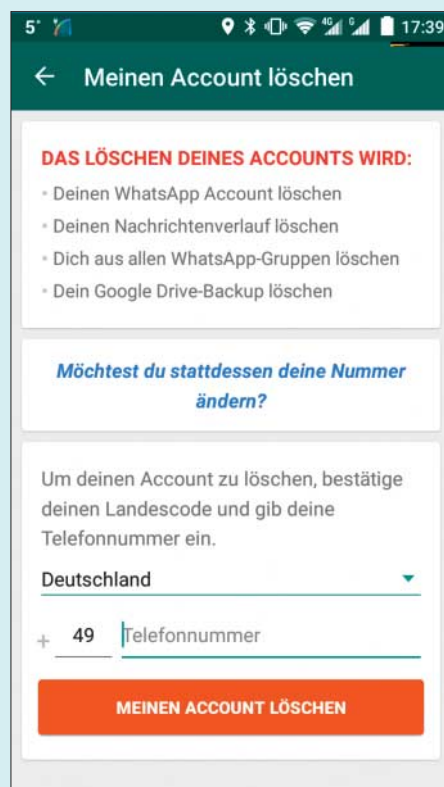 5° 4G G 17:39
Meinen Account löschen
DAS LÖSCHEN DEINES ACCOUNTS WIRD:
• Deinen WhatsApp Account löschen
• Deinen Nachrichtenverlauf löschen
• Dich aus allen WhatsApp-Gruppen löschen
• Dein Google Drive-Backup löschen
Möchtest du stattdessen deine Nummer
ändern?
Um deinen Account zu löschen, bestätige
deinen Landescode und gib deine
Telefonnummer ein.
Deutschland
+ 49 Telefonnummer
MEINEN ACCOUNT LÖSCHEN